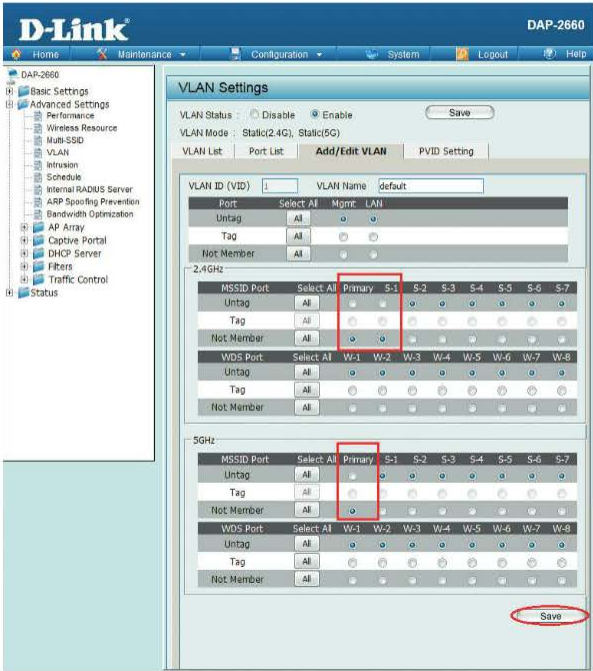 D-Link
DAP-2660
Home Maintenance Configuration System Logout Help
DAP-2660
Basic Settings
Advanced Settings
Performance
Wireless Resource
Multi-SSID
VLAN
Intrusion
Schedule
Internal RADIUS Server
ARP Spoofing Prevention
Bandwidth Optimization
AP Array
Captive Portal
DHCP Server
Filters
Traffic Control
Status
VLAN Settings
VLAN Status : Disable Enable Save
VLAN Mode : Static(2.4G), Static(5G)
VLAN List Port List Add/Edit VLAN PVID Setting
VLAN ID (VID) 1 VLAN Name default
Port Select All Mgmt LAN
Untag All
Tag All
Not Member All
2.4GHz
MSSID Port Select All Primary S-1 S-2 S-3 S-4 S-5 S-6 S-7
Untag All
Tag All
Not Member All
WDS Port Select All W-1 W-2 W-3 W-4 W-5 W-6 W-7 W-8
Untag All
Tag All
Not Member All
5GHz
MSSID Port Select All Primary S-1 S-2 S-3 S-4 S-5 S-6 S-7
Untag All
Tag All
Not Member All
WDS Port Select All W-1 W-2 W-3 W-4 W-5 W-6 W-7 W-8
Untag All
Tag All
Not Member All
Save